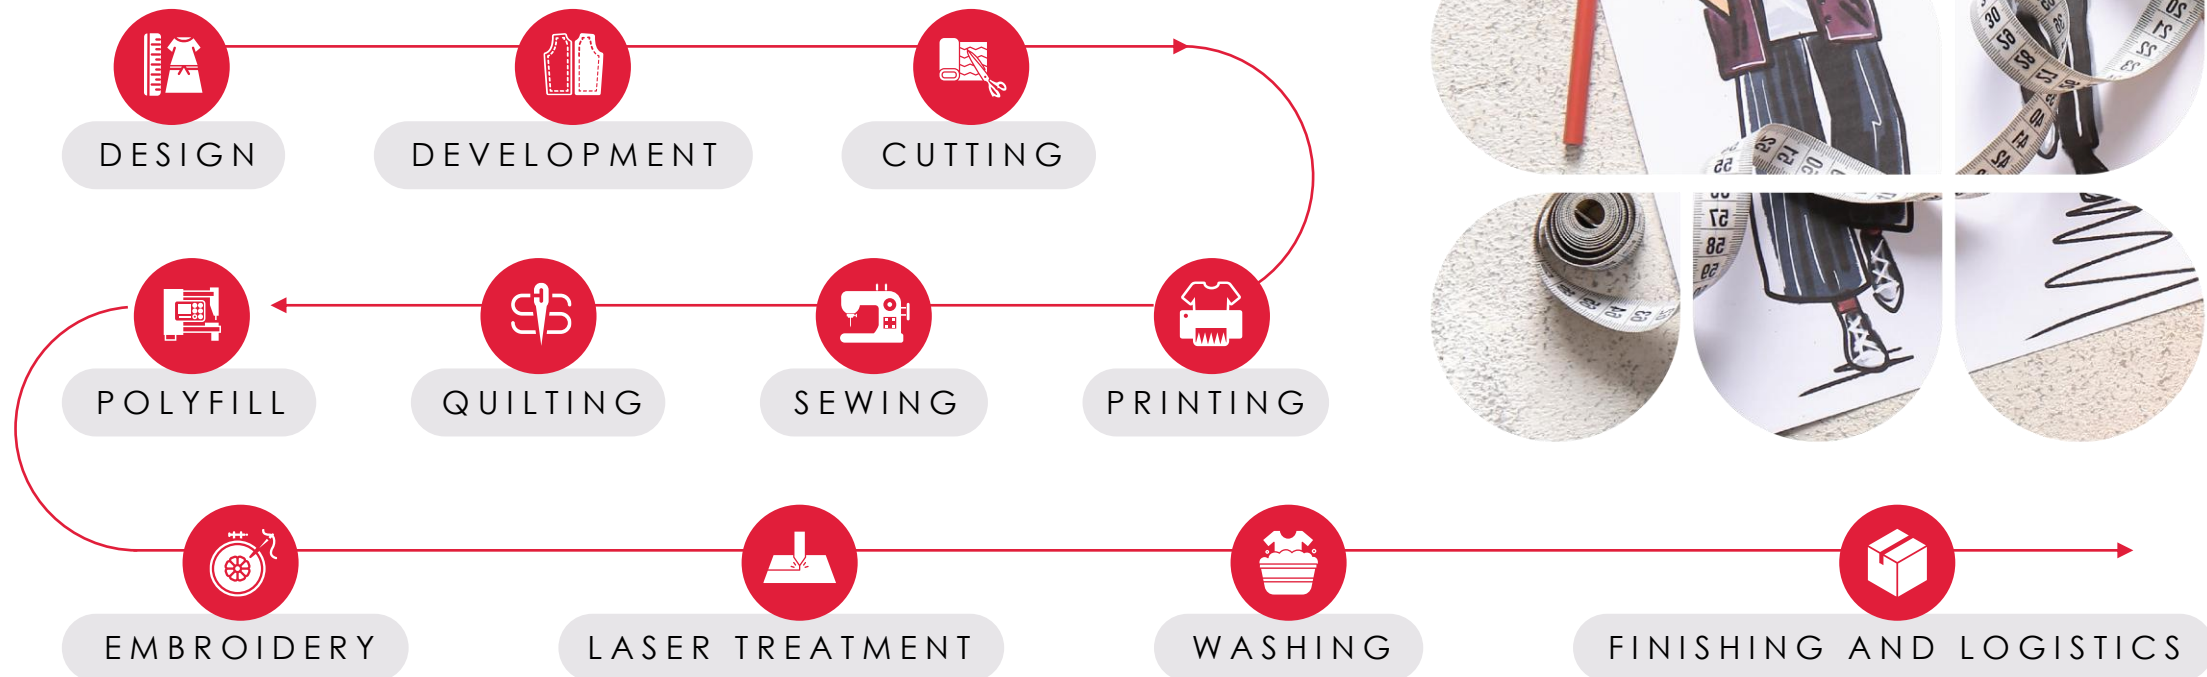 DESIGN
DEVELOPMENT
CUTTING
POLYFILL
QUILTING
SEWING
PRINTING
EMBROIDERY
LASER TREATMENT
WASHING
FINISHING AND LOGISTICS